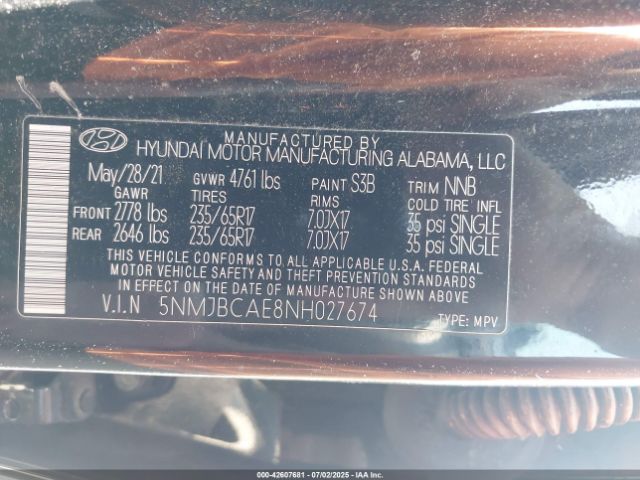 MANUFACTURED BY
HYUNDAI MOTOR MANUFACTURING ALABAMA, LLC
May/28/21 GVWR 4761 lbs PAINT S3B TRIM NNB
GAWR TIRES RIMS COLD TIRE INFL
FRONT 2778 lbs 235/65R17 7.0JX17 35 psi SINGLE
REAR 2646 lbs 235/65R17 7.0JX17 35 psi SINGLE
THIS VEHICLE CONFORMS TO ALL APPLICABLE U.S.A. FEDERAL
MOTOR VEHICLE SAFETY BUMPER AND THEFT PREVENTION STANDARDS
IN EFFECT ON THE DATE OF MANUFACTURE SHOWN ABOVE.
V.I.N 5NMJBCAE8NH027674 TYPE: MPV
000-42607681 - 07/02/2025 - IAA Inc.